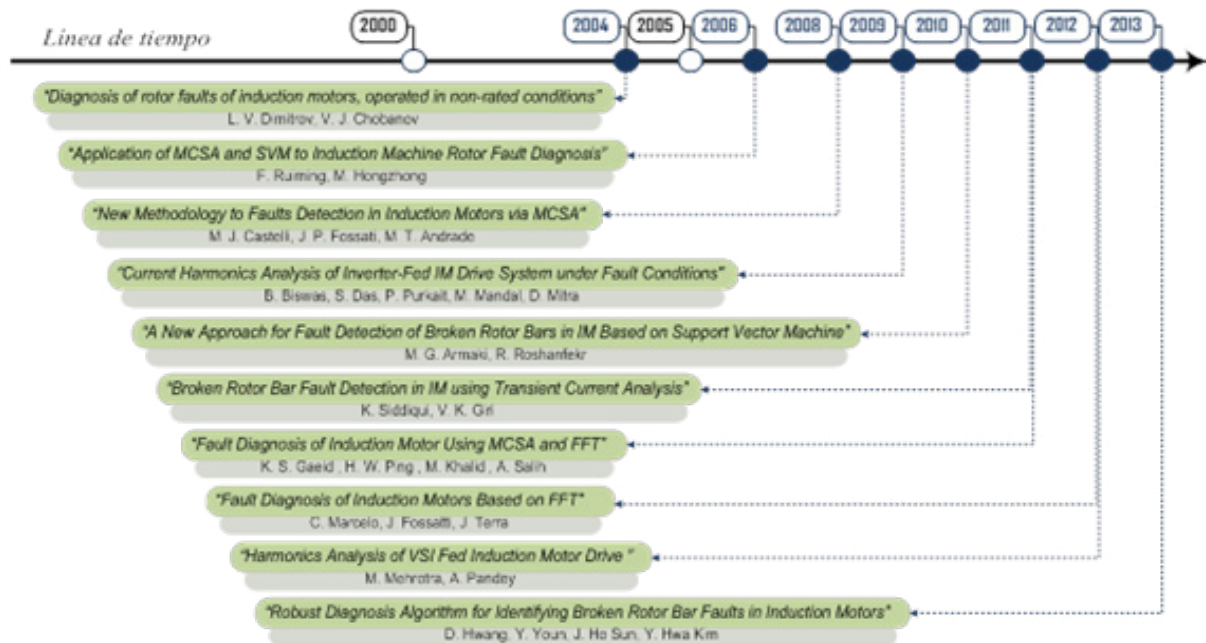 Línea de tiempo
2000 2004 2005 2006 2008 2009 2010 2011 2012 2013
"Diagnosis of rotor faults of induction motors, operated in non-rated conditions"
L. V. Dimitrov, V. J. Chobanov
"Application of MCSA and SVM to Induction Machine Rotor Fault Diagnosis"
F. Ruiming, M. Hongzhong
"New Methodology to Faults Detection in Induction Motors via MCSA"
M. J. Castelli, J. P. Fossati, M. T. Andrade
"Current Harmonics Analysis of Inverter-Fed IM Drive System under Fault Conditions"
B. Biswas, S. Das, P. Purkait, M. Mandal, D. Mitra
"A New Approach for Fault Detection of Broken Rotor Bars in IM Based on Support Vector Machine"
M. G. Armaki, R. Roshanfekr
"Broken Rotor Bar Fault Detection in IM using Transient Current Analysis"
K. Siddiqui, V. K. Giri
"Fault Diagnosis of Induction Motor Using MCSA and FFT"
K. S. Gaeid , H. W. Ping , M. Khalid , A. Salih
"Fault Diagnosis of Induction Motors Based on FFT"
C. Marcelo, J. Fossatti, J. Terra
"Harmonics Analysis of VSI Fed Induction Motor Drive "
M. Mehrotra, A. Pandey
"Robust Diagnosis Algorithm for Identifying Broken Rotor Bar Faults in Induction Motors"
D. Hwang, Y. Youn, J. Ho Sun, Y. Hwa Kim